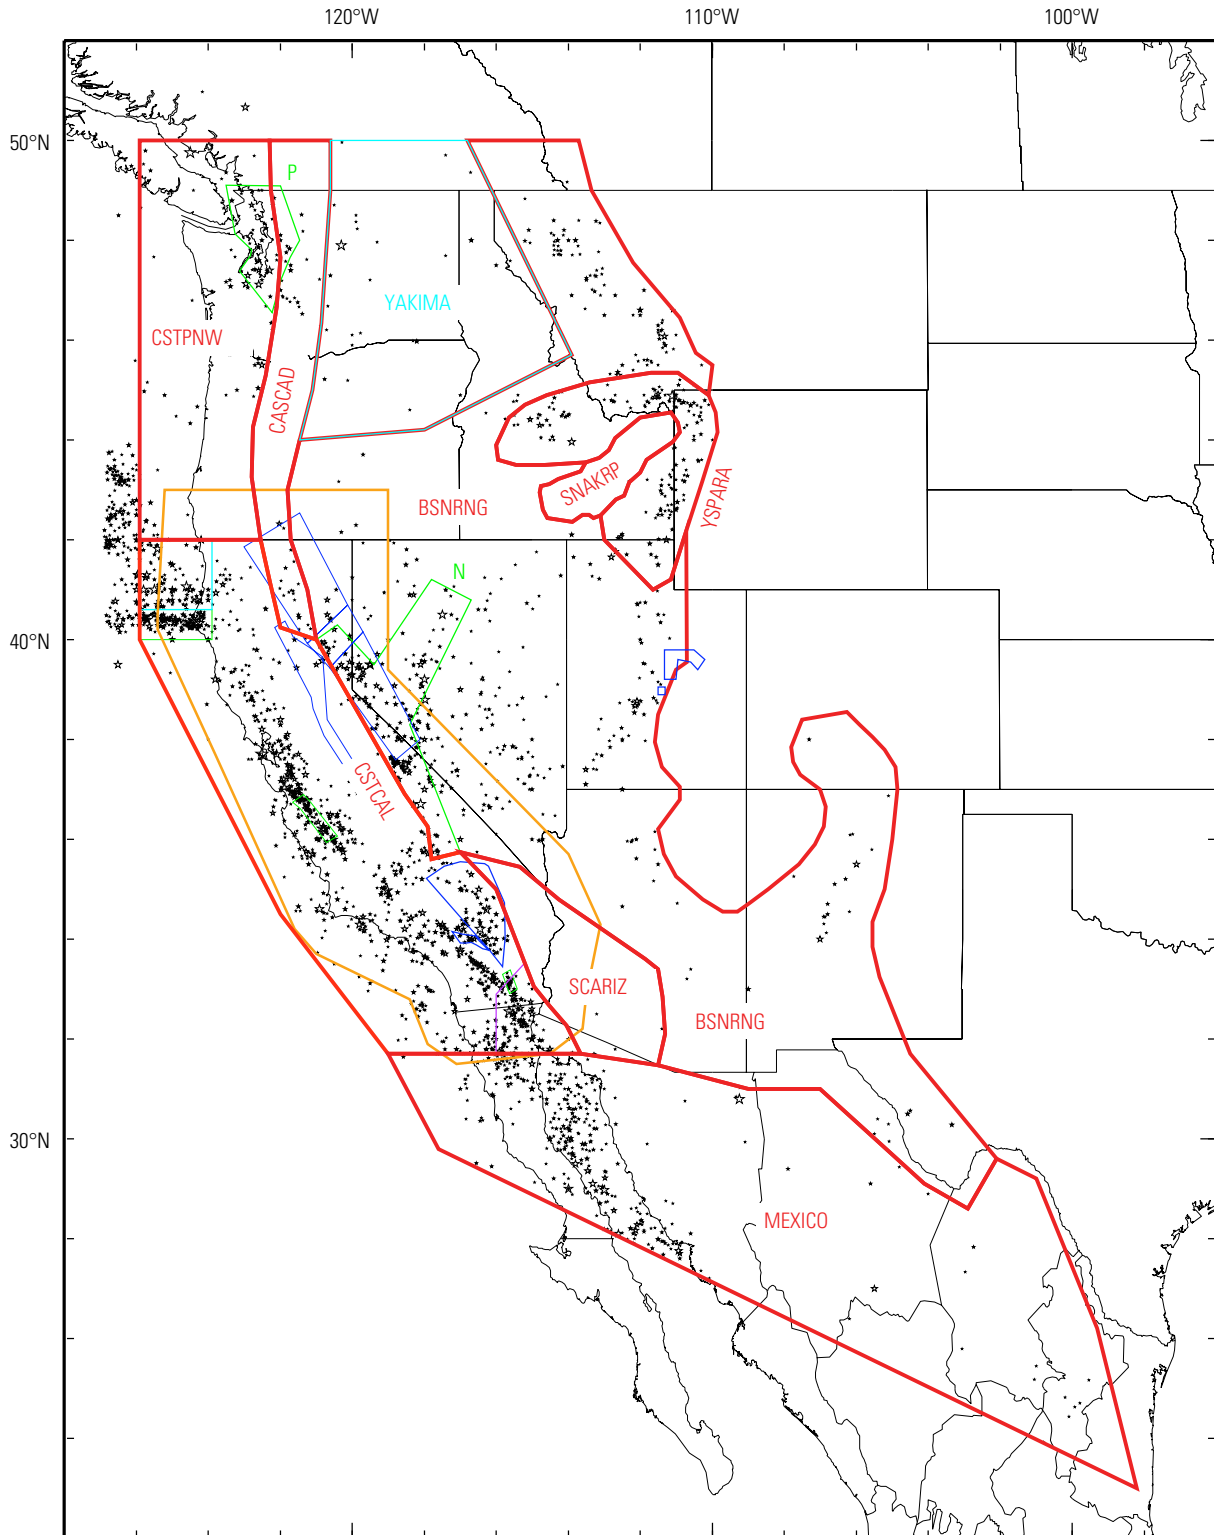 120°W 110°W 100°W
50°N
P
YAKIMA
CSTPNW
CASCAD
SNAKRP
YSPARA
BSNRNG
N
40°N
CSTCAL
SCARIZ
BSNRNG
30°N
MEXICO